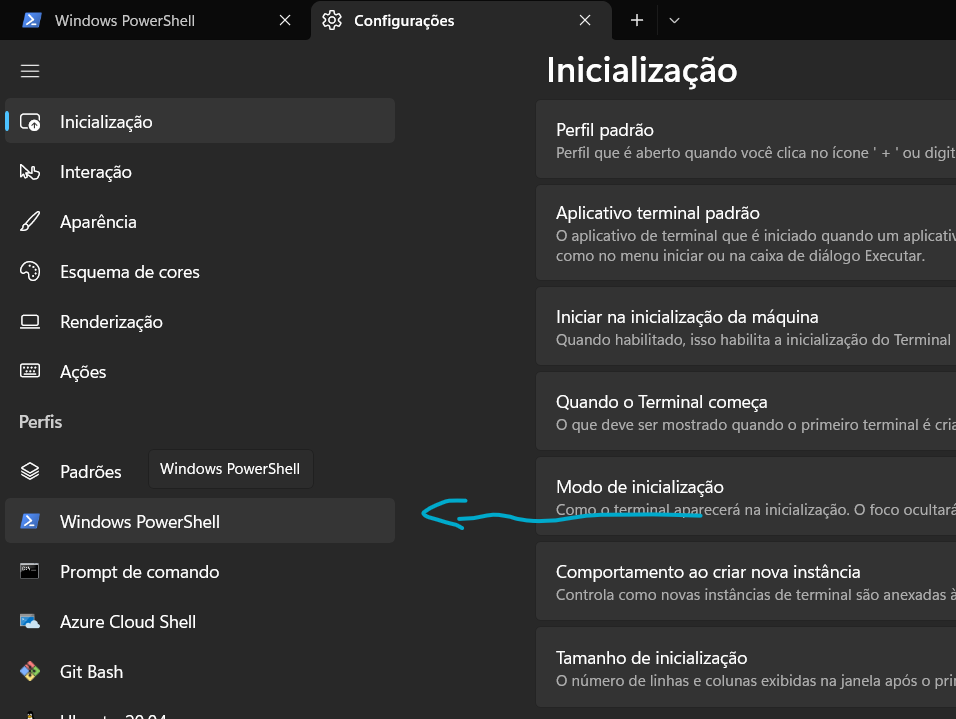 Windows PowerShell
Configurações
Inicialização
Interação
Aparência
Esquema de cores
Renderização
Ações
Perfis
Padrões
Windows PowerShell
Windows PowerShell
Prompt de comando
Azure Cloud Shell
Git Bash
Ubuntu 20.04
Inicialização
Perfil padrão
Perfil que é aberto quando você clica no ícone ' + ' ou digit
Aplicativo terminal padrão
O aplicativo de terminal que é iniciado quando um aplicativ
como no menu iniciar ou na caixa de diálogo Executar.
Iniciar na inicialização da máquina
Quando habilitado, isso habilita a inicialização do Terminal
Quando o Terminal começa
O que deve ser mostrado quando o primeiro terminal é cria
Modo de inicialização
Como o terminal aparecerá na inicialização. O foco ocultará
Comportamento ao criar nova instância
Controla como novas instâncias de terminal são anexadas à
Tamanho de inicialização
O número de linhas e colunas exibidas na janela após o prim